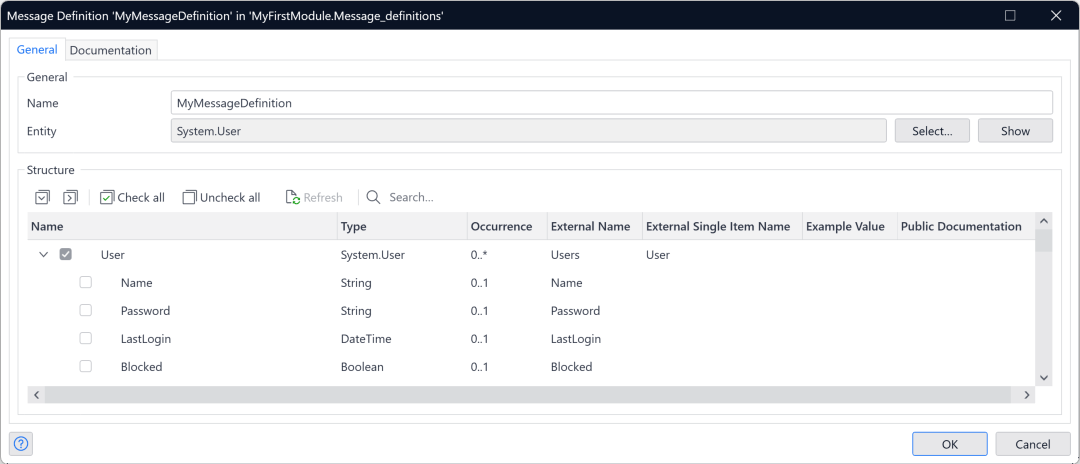 Message Definition 'MyMessageDefinition' in 'MyFirstModule.Message_definitions'
General Documentation
General
Name MyMessageDefinition
Entity System.User Select... Show
Structure
Check all Uncheck all Refresh Search...
Name Type Occurrence External Name External Single Item Name Example Value Public Documentation
User System.User 0..* Users User
Name String 0..1 Name
Password String 0..1 Password
LastLogin DateTime 0..1 LastLogin
Blocked Boolean 0..1 Blocked
? OK Cancel